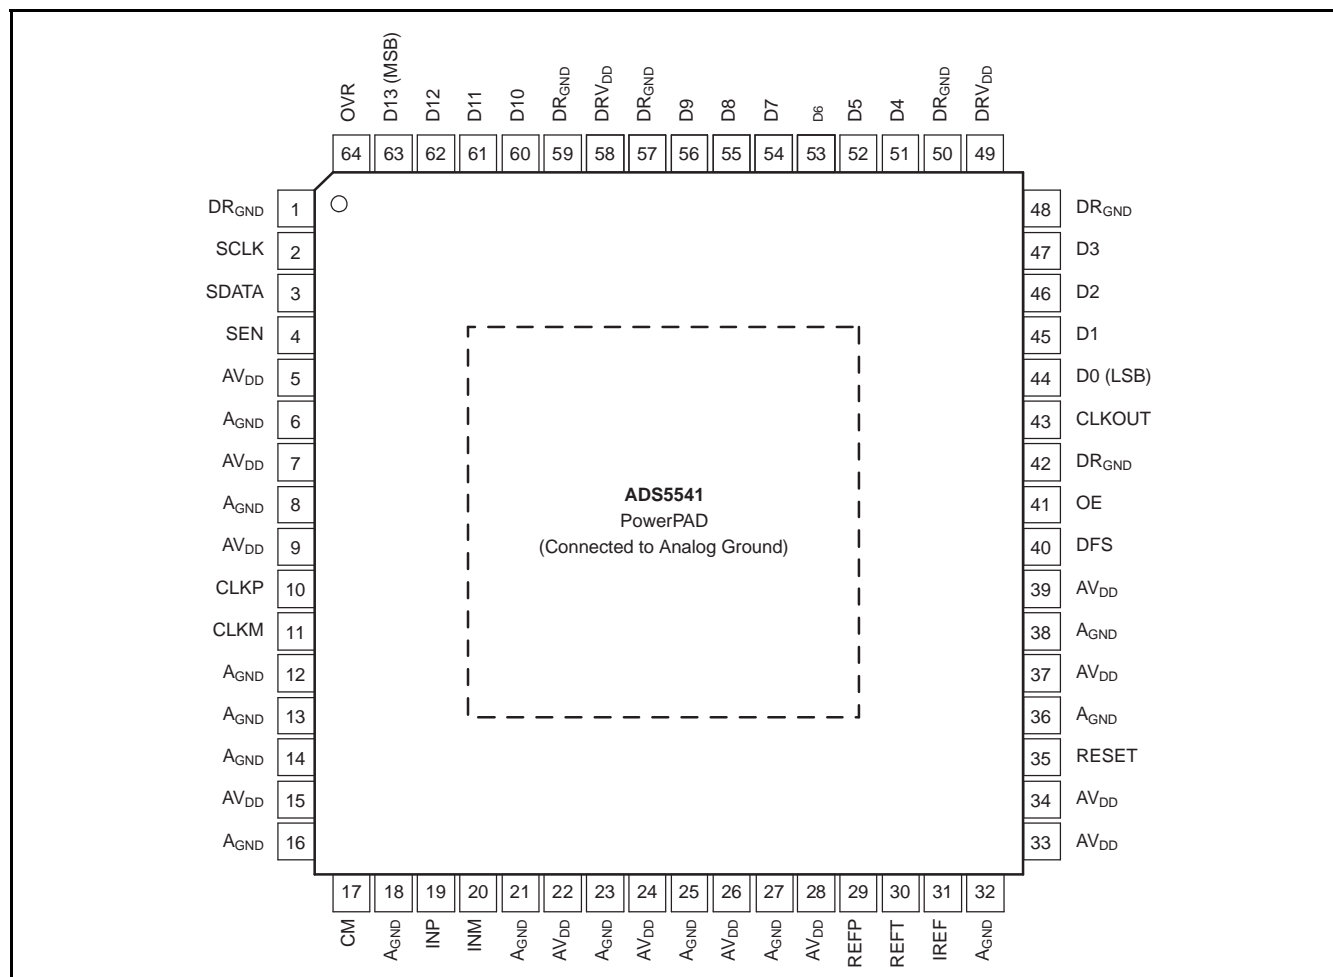 OVR
D13 (MSB)
D12
D11
D10
DRGND
DRVDD
DRGND
D9
D8
D7
D6
D5
D4
DRGND
DRVDD
64 63 62 61 60 59 58 57 56 55 54 53 52 51 50 49
DRGND 1
SCLK 2
SDATA 3
SEN 4
AVDD 5
AGND 6
AVDD 7
AGND 8
AVDD 9
CLKP 10
CLKM 11
AGND 12
AGND 13
AGND 14
AVDD 15
AGND 16
ADS5541
PowerPAD
(Connected to Analog Ground)
48 DRGND
47 D3
46 D2
45 D1
44 D0 (LSB)
43 CLKOUT
42 DRGND
41 OE
40 DFS
39 AVDD
38 AGND
37 AVDD
36 AGND
35 RESET
34 AVDD
33 AVDD
17 18 19 20 21 22 23 24 25 26 27 28 29 30 31 32
CM
AGND
INP
INM
AGND
AVDD
AGND
AVDD
AGND
AVDD
AGND
AVDD
REFP
REFT
IREF
AGND